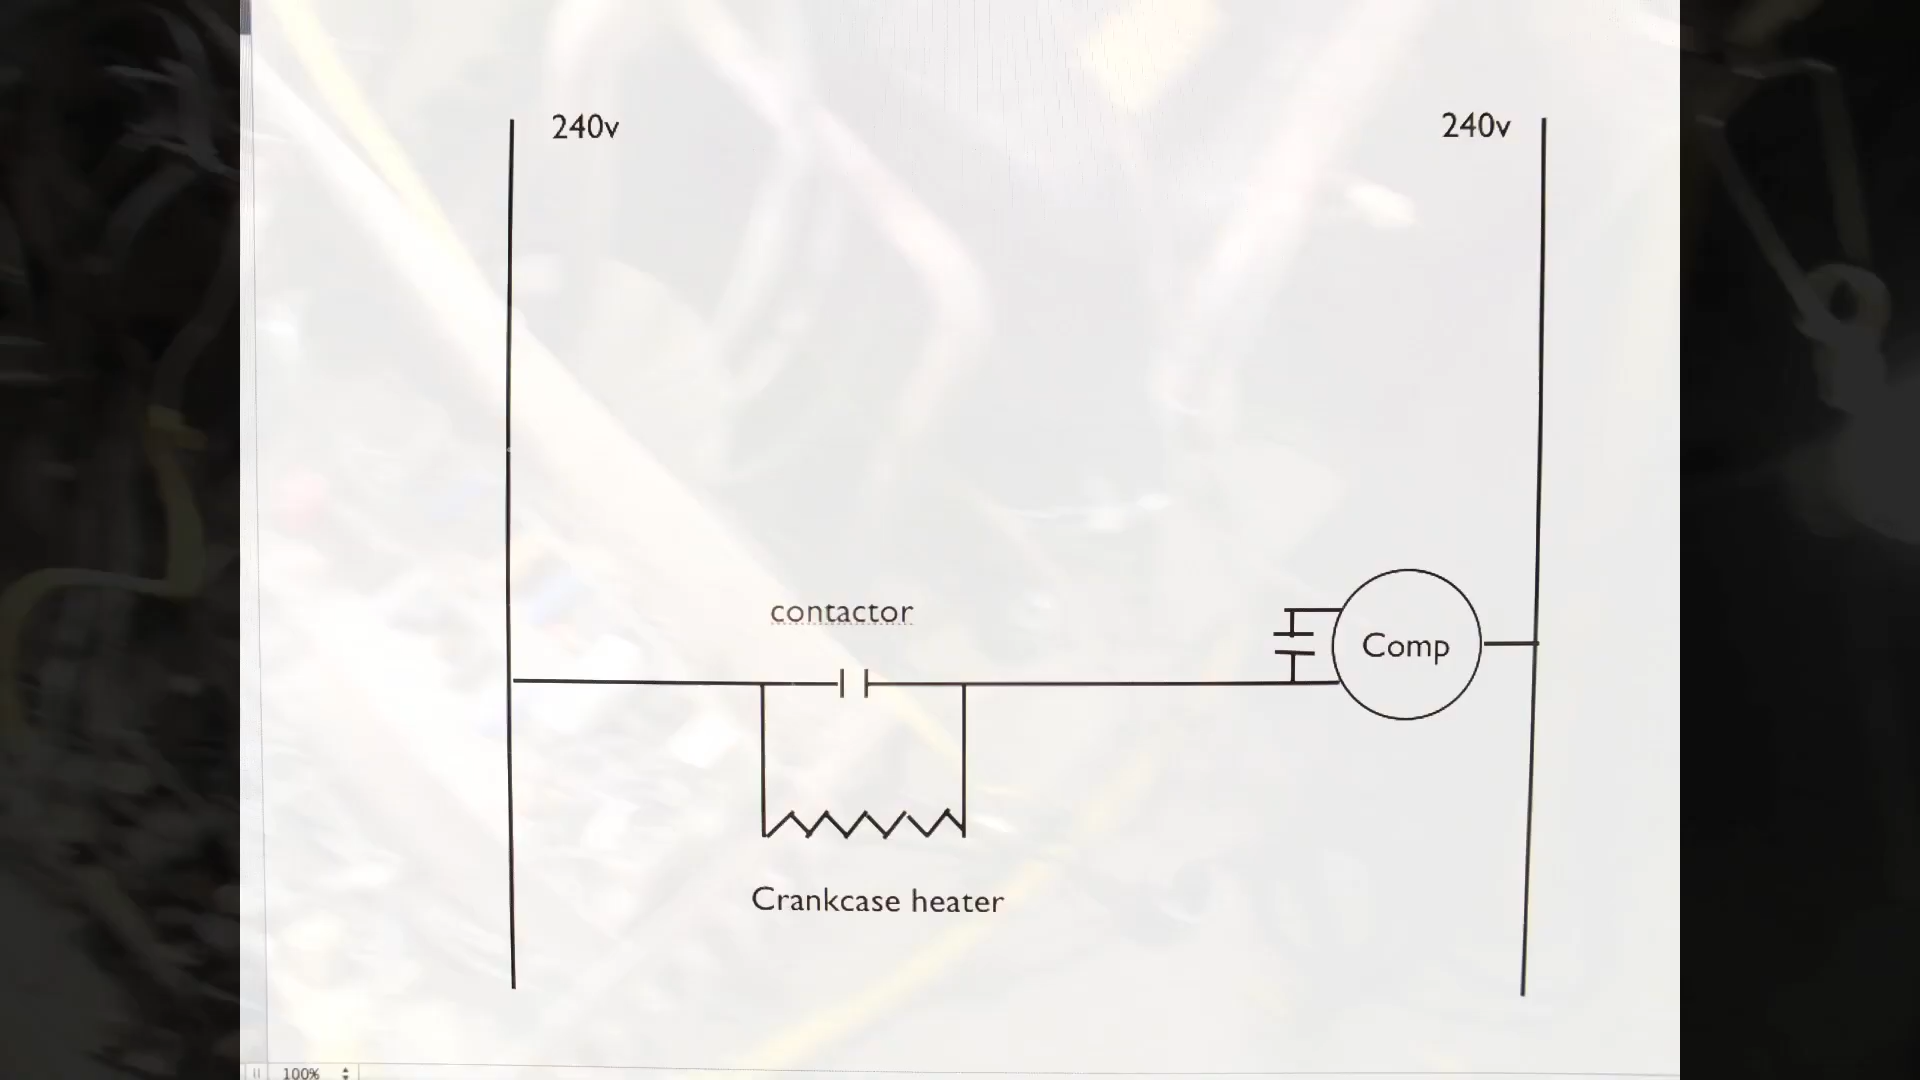 240v
240v
contactor
Comp
Crankcase heater
100%